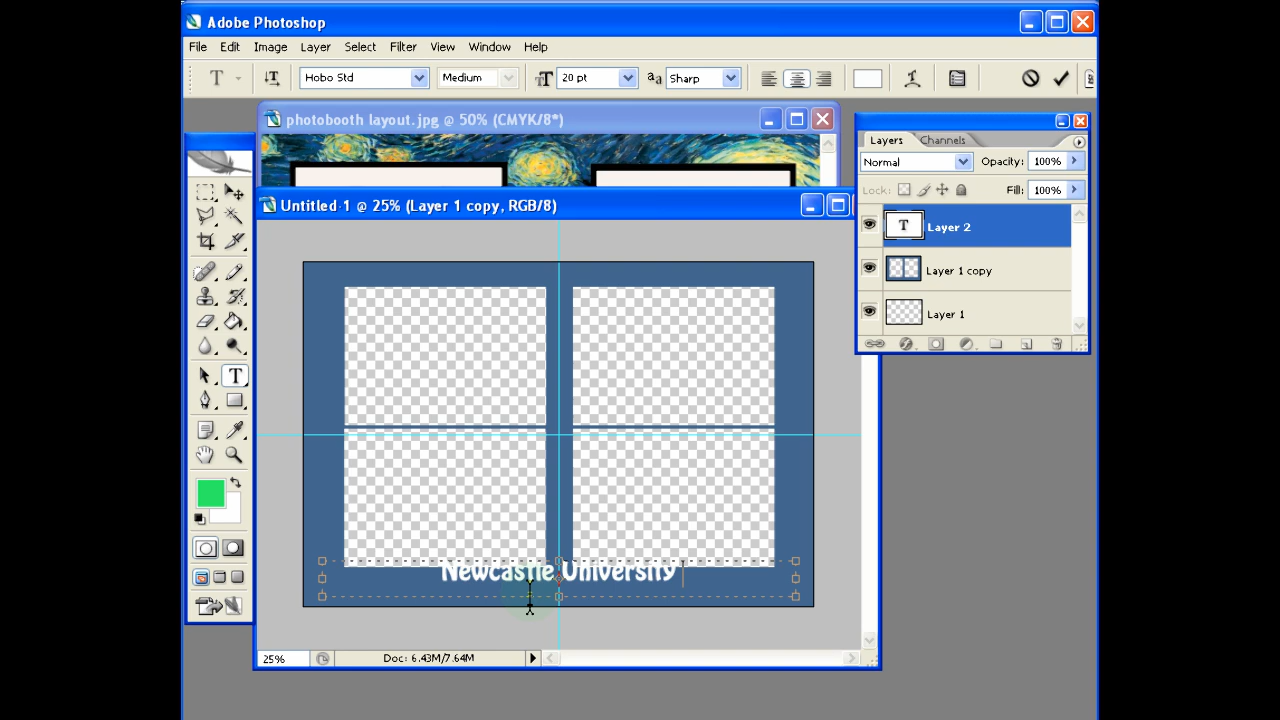 Adobe Photoshop
File Edit Image Layer Select Filter View Window Help
T Hobo Std Medium 20 pt Sharp
photobooth layout.jpg @ 50% (CMYK/8*)
Layers Channels
Normal Opacity: 100%
Lock: Fill: 100%
Untitled-1 @ 25% (Layer 1 copy, RGB/8)
T Layer 2
Layer 1 copy
Layer 1
T
Newcastle University
25% Doc: 6.43M/7.64M